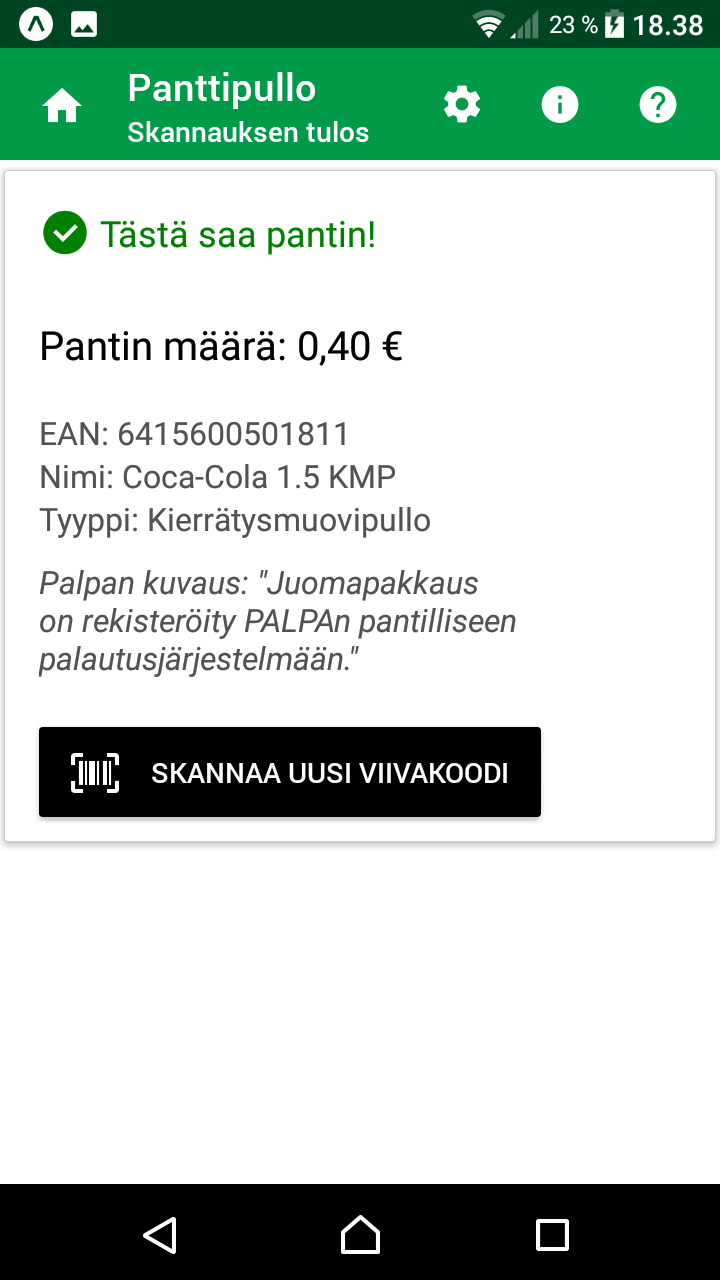 23 % 18.38
Panttipullo
Skannauksen tulos
Tästä saa pantin!
Pantin määrä: 0,40 €
EAN: 6415600501811
Nimi: Coca-Cola 1.5 KMP
Tyyppi: Kierrätysmuovipullo
Palpan kuvaus: "Juomapakkaus
on rekisteröity PALPAn pantilliseen
palautusjärjestelmään."
SKANNAA UUSI VIIVAKOODI